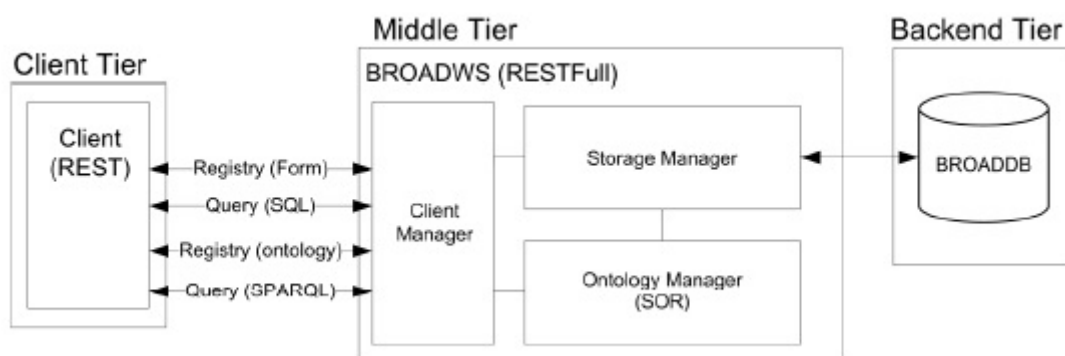 Client Tier
Client
(REST)
Registry (Form)
Query (SQL)
Registry (ontology)
Query (SPARQL)
Middle Tier
BROADWS (RESTFull)
Client
Manager
Storage Manager
Ontology Manager
(SOR)
Backend Tier
BROADDB